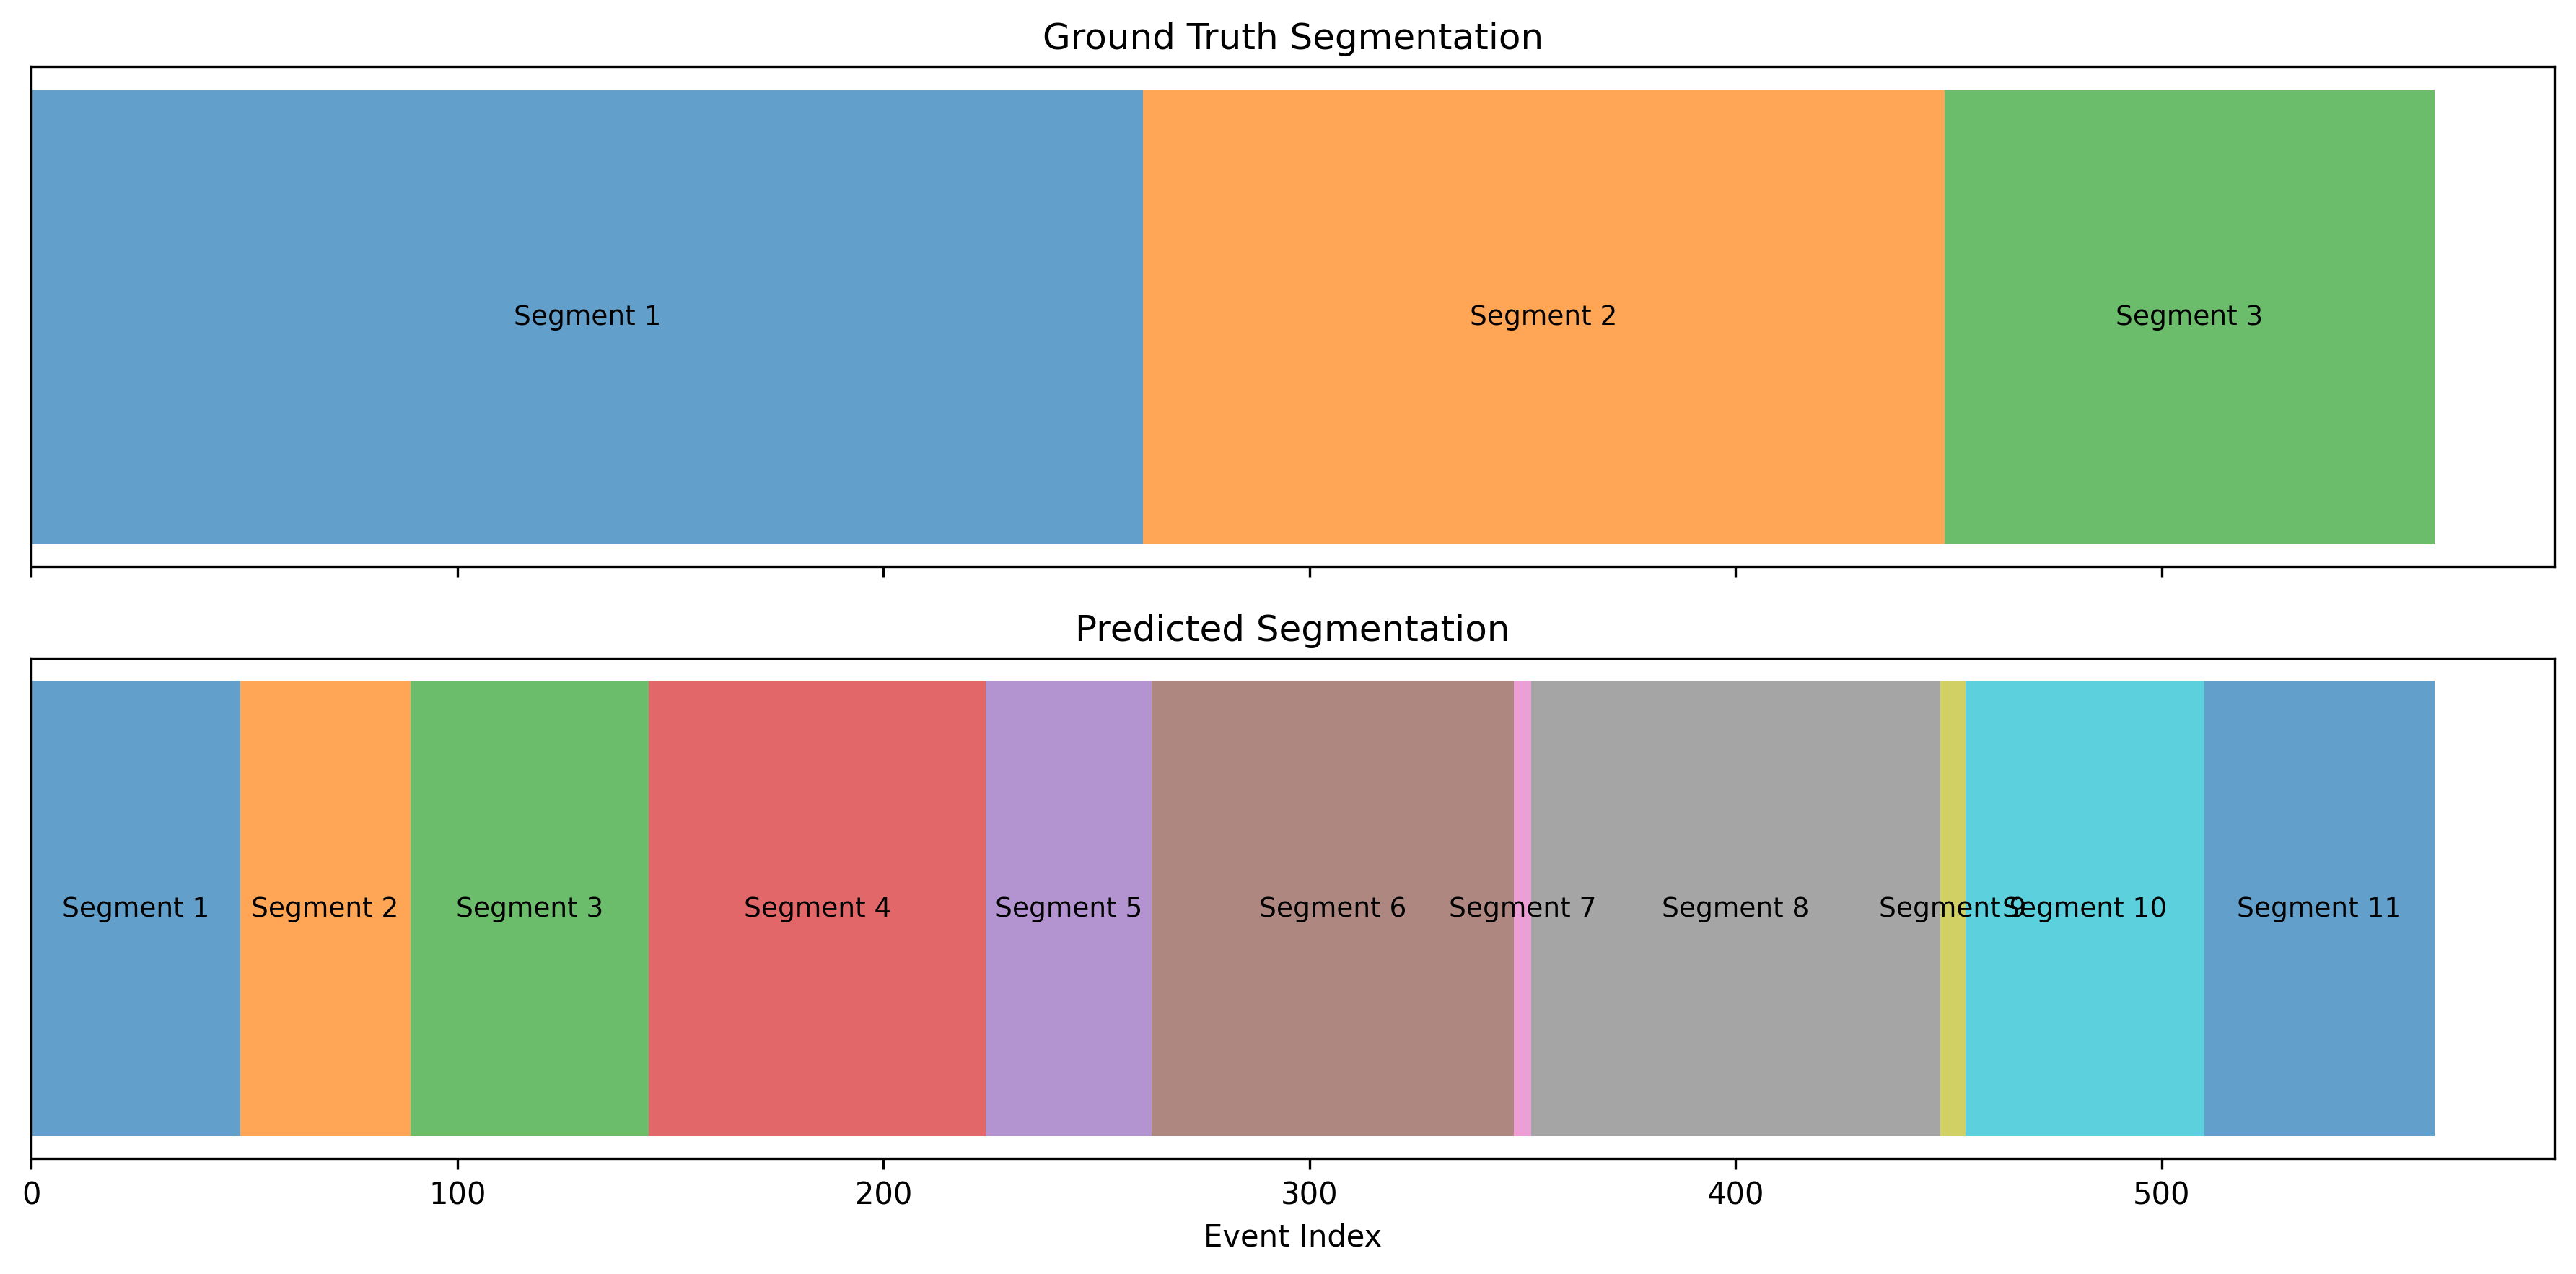 Ground Truth Segmentation
Segment 1 Segment 2 Segment 3
Predicted Segmentation
Segment 1 Segment 2 Segment 3 Segment 4 Segment 5 Segment 6 Segment 7 Segment 8 Segment 9 Segment 10 Segment 11
0 100 200 300 400 500
Event Index